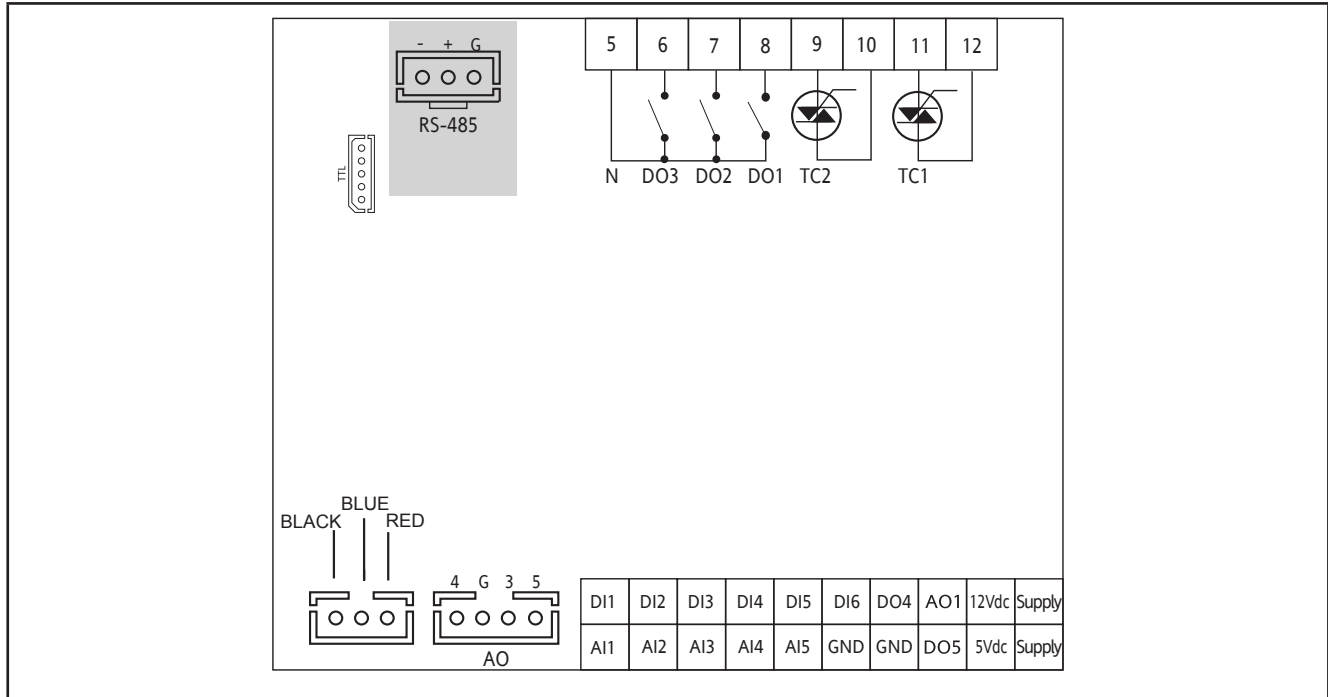 - + G
RS-485
TTL
5 6 7 8 9 10 11 12
N DO3 DO2 DO1 TC2 TC1
BLACK BLUE RED
4 G 3 5
AO
DI1 DI2 DI3 DI4 DI5 DI6 DO4 AO1 12Vdc Supply
AI1 AI2 AI3 AI4 AI5 GND GND DO5 5Vdc Supply